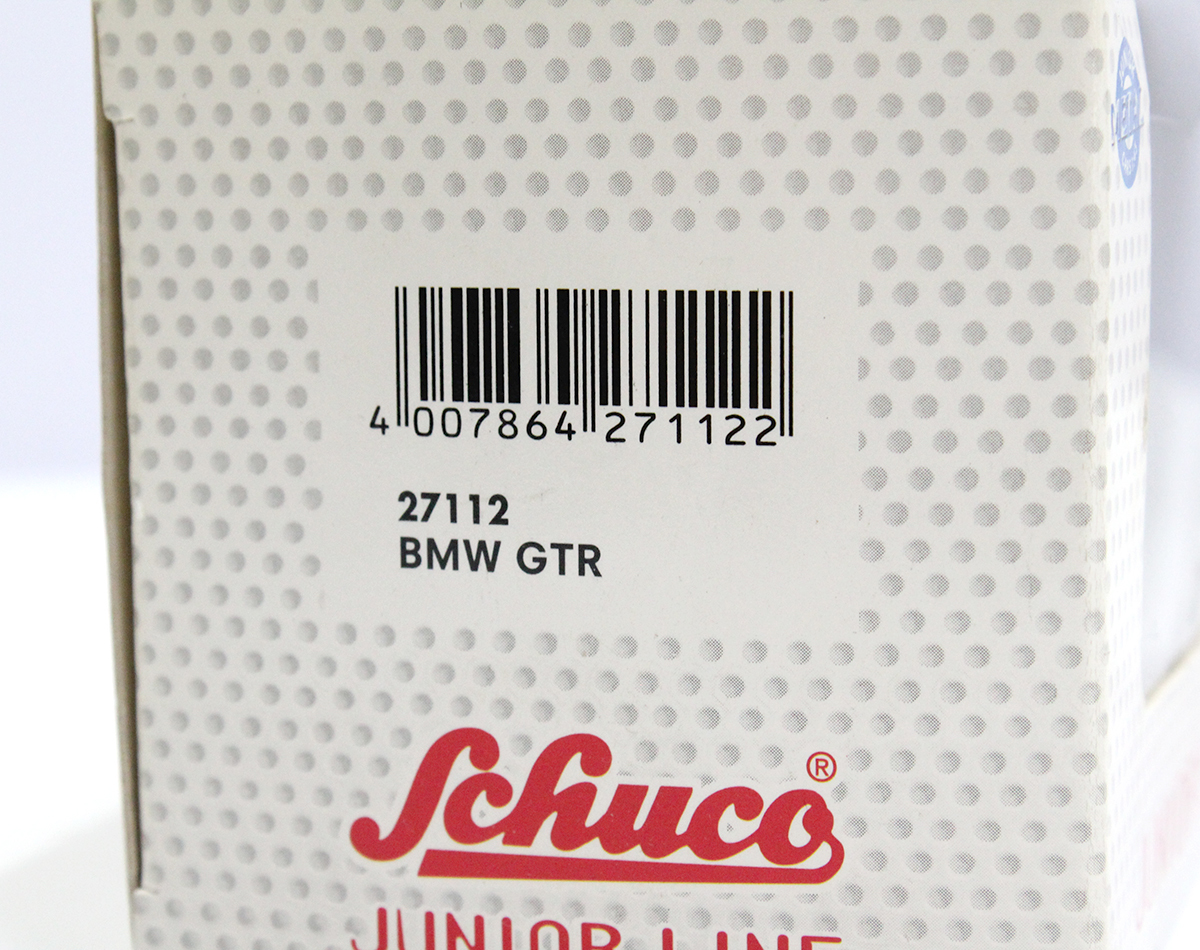 4 007864 271122
27112
BMW GTR
Schuco®
JUNIOR LINE